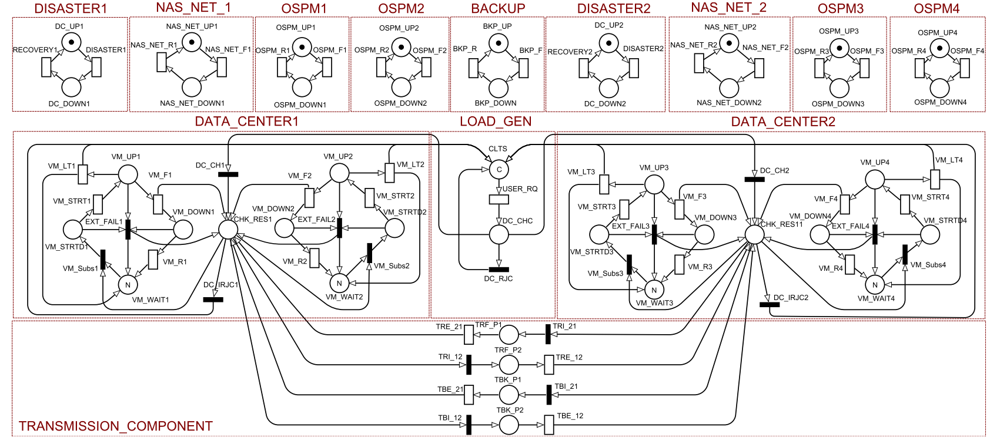 DISASTER1
NAS_NET_1
OSPM1
OSPM2
BACKUP
DISASTER2
NAS_NET_2
OSPM3
OSPM4
DC_UP1
RECOVERY1
DISASTER1
DC_DOWN1
NAS_NET_UP1
NAS_NET_R1
NAS_NET_F1
NAS_NET_DOWN1
OSPM_UP1
OSPM_R1
OSPM_F1
OSPM_DOWN1
OSPM_UP2
OSPM_R2
OSPM_F2
OSPM_DOWN2
BKP_UP
BKP_R
BKP_F
BKP_DOWN
DC_UP2
RECOVERY2
DISASTER2
DC_DOWN2
NAS_NET_UP2
NAS_NET_R2
NAS_NET_F2
NAS_NET_DOWN2
OSPM_UP3
OSPM_R3
OSPM_F3
OSPM_DOWN3
OSPM_UP4
OSPM_R4
OSPM_F4
OSPM_DOWN4
DATA_CENTER1
LOAD_GEN
DATA_CENTER2
VM_UP1
VM_LT1
VM_F1
VM_STRT1
VM_DOWN1
EXT_FAIL1
VM_STRTD1
VM_R1
VM_Subs1
N
VM_WAIT1
DC_CH1
CHK_RES1
DC_IRJC1
VM_UP2
VM_LT2
VM_F2
VM_STRT2
VM_DOWN2
VM_STRTD2
EXT_FAIL2
VM_R2
VM_Subs2
N
VM_WAIT2
CLTS
C
USER_RQ
DC_CHC
DC_RJC
VM_UP3
VM_LT3
VM_F3
VM_STRT3
VM_DOWN3
EXT_FAIL3
VM_STRTD3
VM_R3
VM_Subs3
N
VM_WAIT3
DC_CH2
CHK_RES11
DC_IRJC2
VM_UP4
VM_LT4
VM_F4
VM_STRT4
VM_DOWN4
VM_STRTD4
EXT_FAIL4
VM_R4
VM_Subs4
N
VM_WAIT4
TRE_21
TRF_P1
TRI_21
TRI_12
TRF_P2
TRE_12
TBE_21
TBK_P1
TBI_21
TBI_12
TBK_P2
TBE_12
TRANSMISSION_COMPONENT